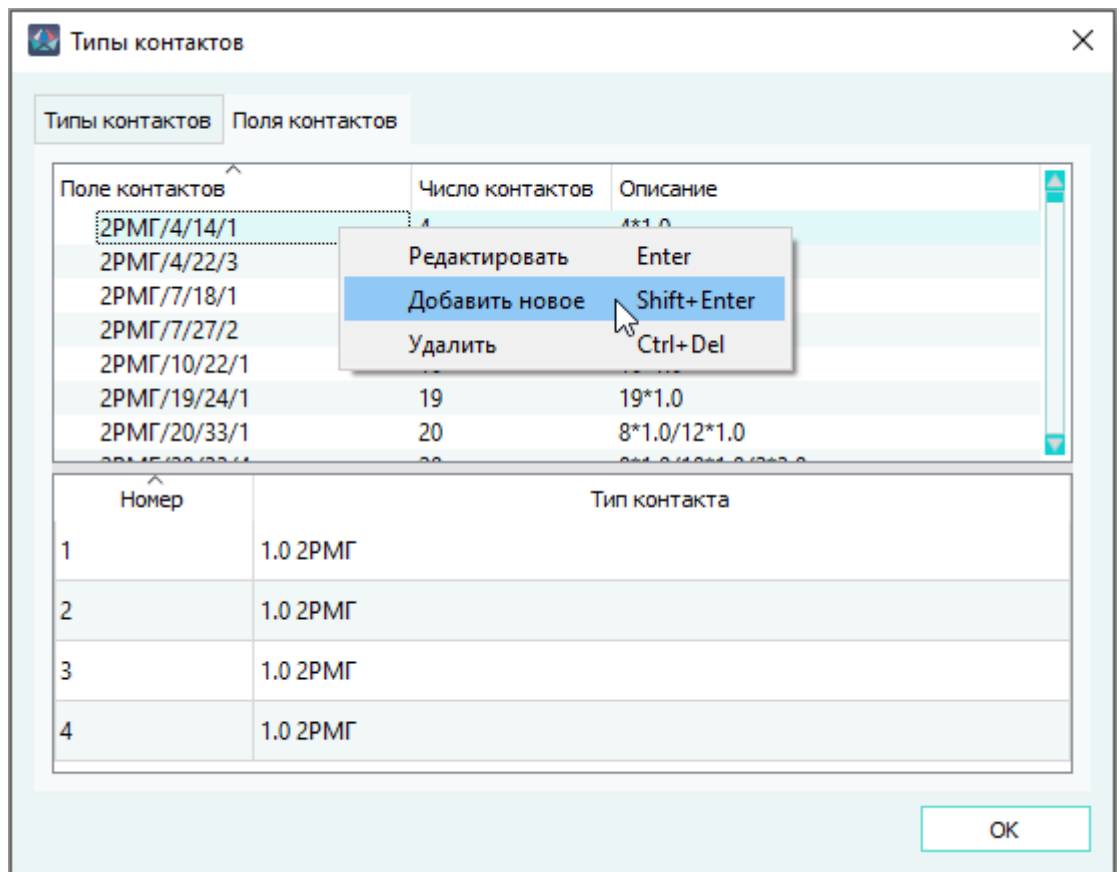 Типы контактов
Типы контактов Поля контактов
Поле контактов Число контактов Описание
2РМГ/4/14/1 4 4*1.0
2РМГ/4/22/3
2РМГ/7/18/1
2РМГ/7/27/2
2РМГ/10/22/1
2РМГ/19/24/1 19 19*1.0
2РМГ/20/33/1 20 8*1.0/12*1.0
Редактировать Enter
Добавить новое Shift+Enter
Удалить Ctrl+Del
Номер Тип контакта
1 1.0 2РМГ
2 1.0 2РМГ
3 1.0 2РМГ
4 1.0 2РМГ
OK